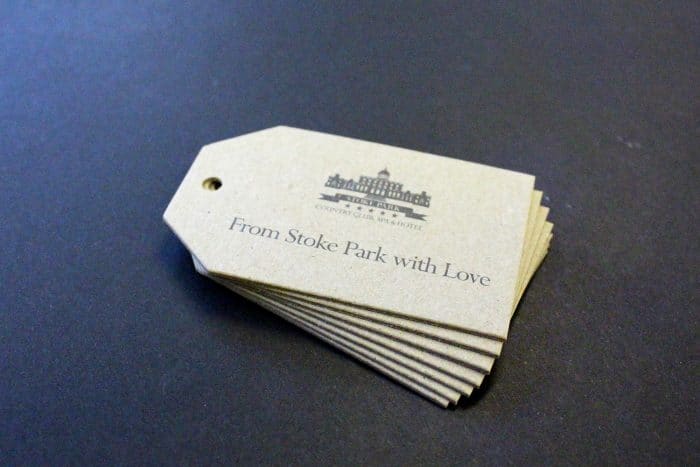 STOKE PARK
COUNTRY CLUB, SPA & HOTEL
From Stoke Park with Love